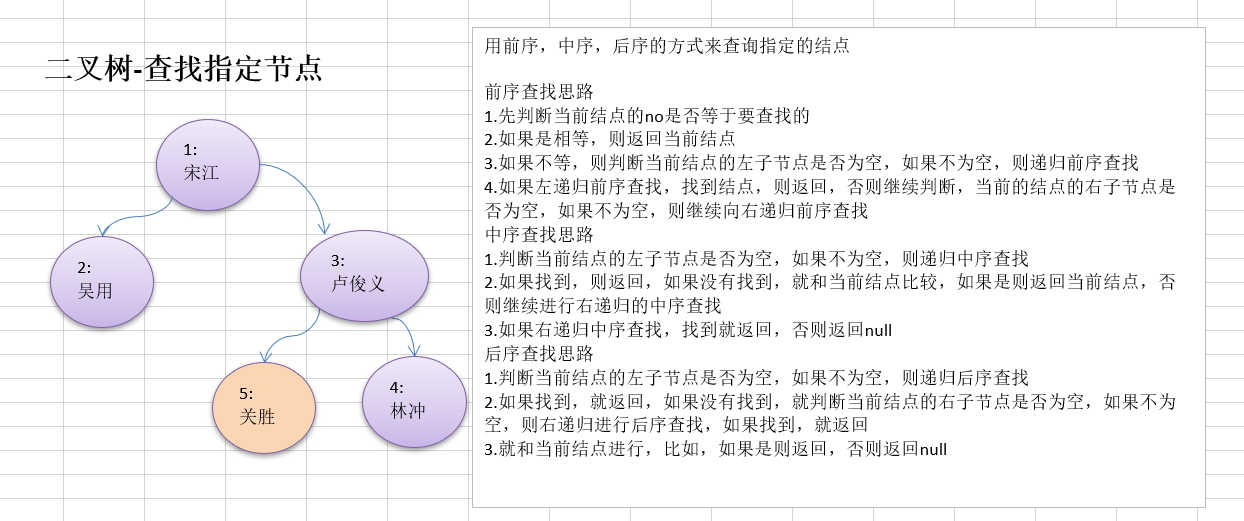 二叉树-查找指定节点
1:
宋江
2:
吴用
3:
卢俊义
5:
关胜
4:
林冲
用前序，中序，后序的方式来查询指定的结点
前序查找思路
1.先判断当前结点的no是否等于要查找的
2.如果是相等，则返回当前结点
3.如果不等，则判断当前结点的左子节点是否为空，如果不为空，则递归前序查找
4.如果左递归前序查找，找到结点，则返回，否则继续判断，当前的结点的右子节点是
否为空，如果不为空，则继续向右递归前序查找
中序查找思路
1.判断当前结点的左子节点是否为空，如果不为空，则递归中序查找
2.如果找到，则返回，如果没有找到，就和当前结点比较，如果是则返回当前结点，否
则继续进行右递归的中序查找
3.如果右递归中序查找，找到就返回，否则返回null
后序查找思路
1.判断当前结点的左子节点是否为空，如果不为空，则递归后序查找
2.如果找到，就返回，如果没有找到，就判断当前结点的右子节点是否为空，如果不为
空，则右递归进行后序查找，如果找到，就返回
3.就和当前结点进行，比如，如果是则返回，否则返回null